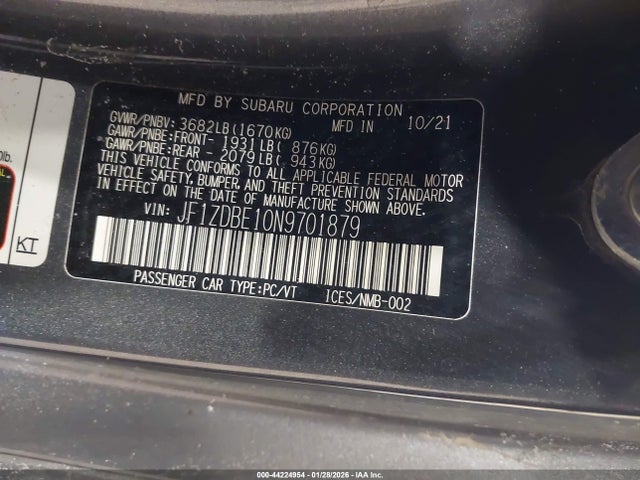 MFD BY SUBARU CORPORATION
GVWR/PNBV: 3682LB(1670KG) MFD IN 10/21
GAWR/PNBE:FRONT- 1931LB( 876KG)
GAWR/PNBE:REAR - 2079LB( 943KG)
THIS VEHICLE CONFORMS TO ALL APPLICABLE FEDERAL MOTOR
VEHICLE SAFETY, BUMPER, AND THEFT PREVENTION STANDARDS
IN EFFECT ON THE DATE OF MANUFACTURE SHOWN ABOVE.
VIN: JF1ZDBE10N9701879
PASSENGER CAR TYPE:PC/VT ICES/NMB-002
lb.
KT
000-44224954 | 01/28/2026 - IAA, Inc.